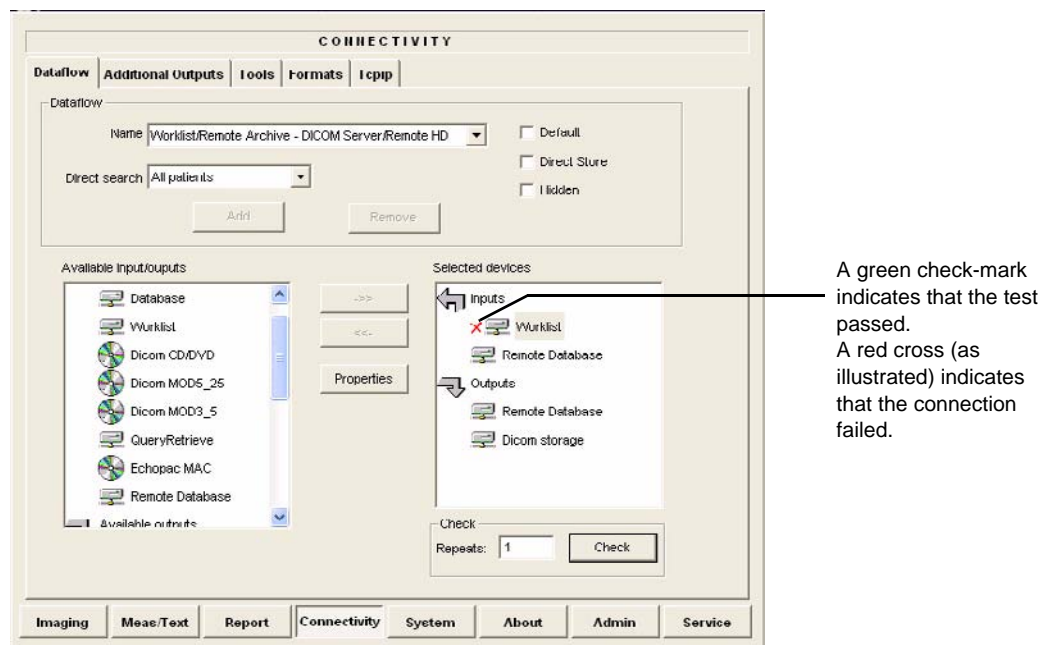 CONNECTIVITY
Dataflow Additional Outputs Tools Formats Tcpip
Dataflow
Name Worklist/Remote Archive - DICOM Server/Remote HD
Default
Direct Store
Hidden
Direct search All patients
Add Remove
Available input/ouputs
Database
Worklist
Dicom CD/DVD
Dicom MOD5_25
Dicom MOD3_5
QueryRetrieve
Echopac MAC
Remote Database
Available outputs
->>
<<-
Properties
Selected devices
Inputs
Worklist
Remote Database
Outputs
Remote Database
Dicom storage
Check
Repeats: 1 Check
Imaging Meas/Text Report Connectivity System About Admin Service
A green check-mark
indicates that the test
passed.
A red cross (as
illustrated) indicates
that the connection
failed.